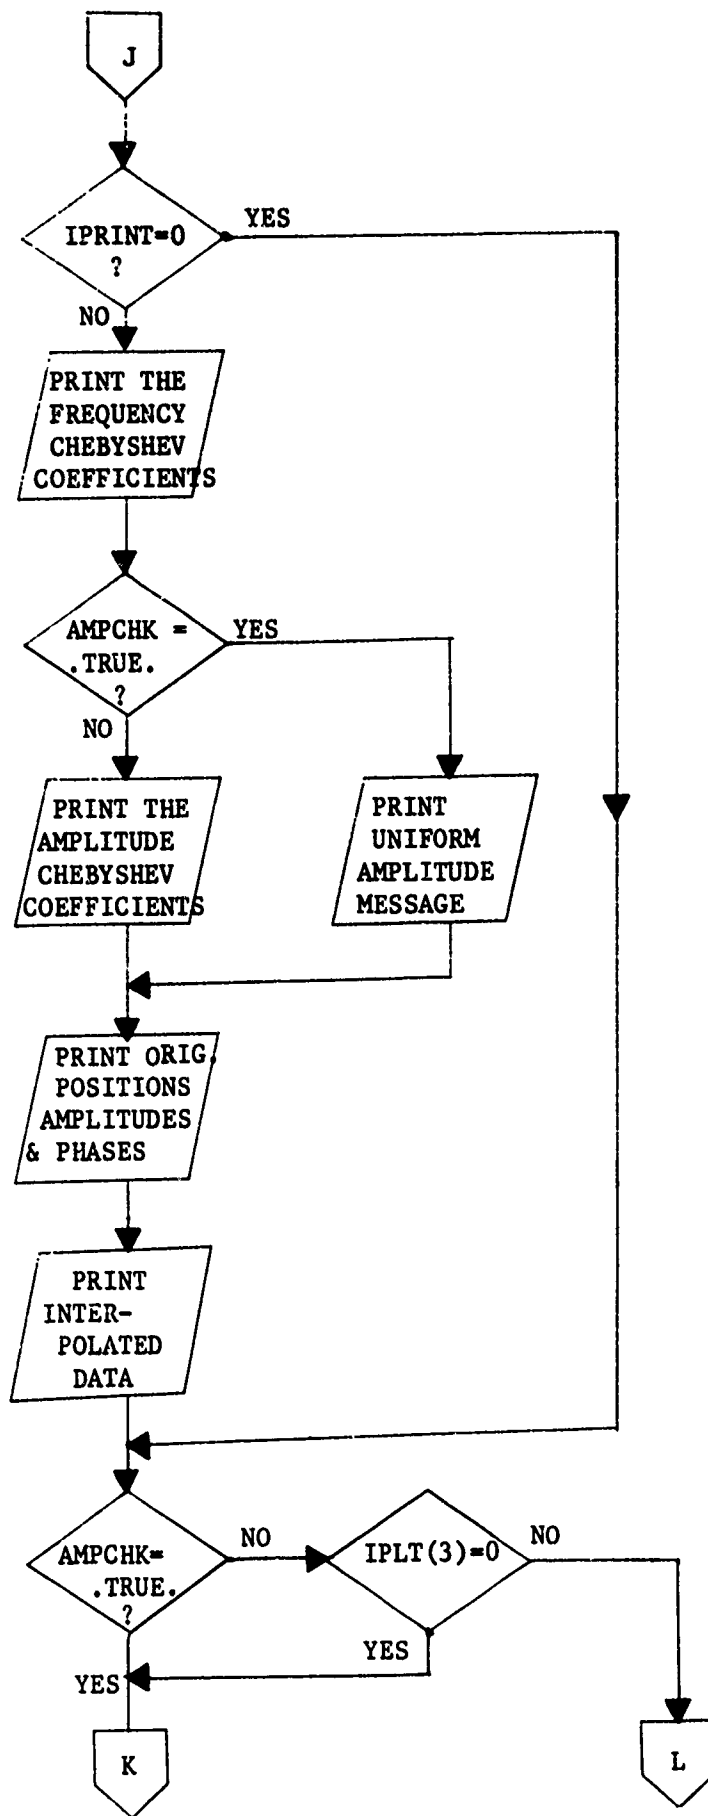 J
IPRINT=0
?
YES
NO
PRINT THE
FREQUENCY
CHEBYSHEV
COEFFICIENTS
AMPCHK =
.TRUE.
?
YES
NO
PRINT THE
AMPLITUDE
CHEBYSHEV
COEFFICIENTS
PRINT
UNIFORM
AMPLITUDE
MESSAGE
PRINT ORIG.
POSITIONS
AMPLITUDES
& PHASES
PRINT
INTER-
POLATED
DATA
AMPCHK=
.TRUE.
?
NO
IPLT(3)=0
NO
YES
YES
K
L